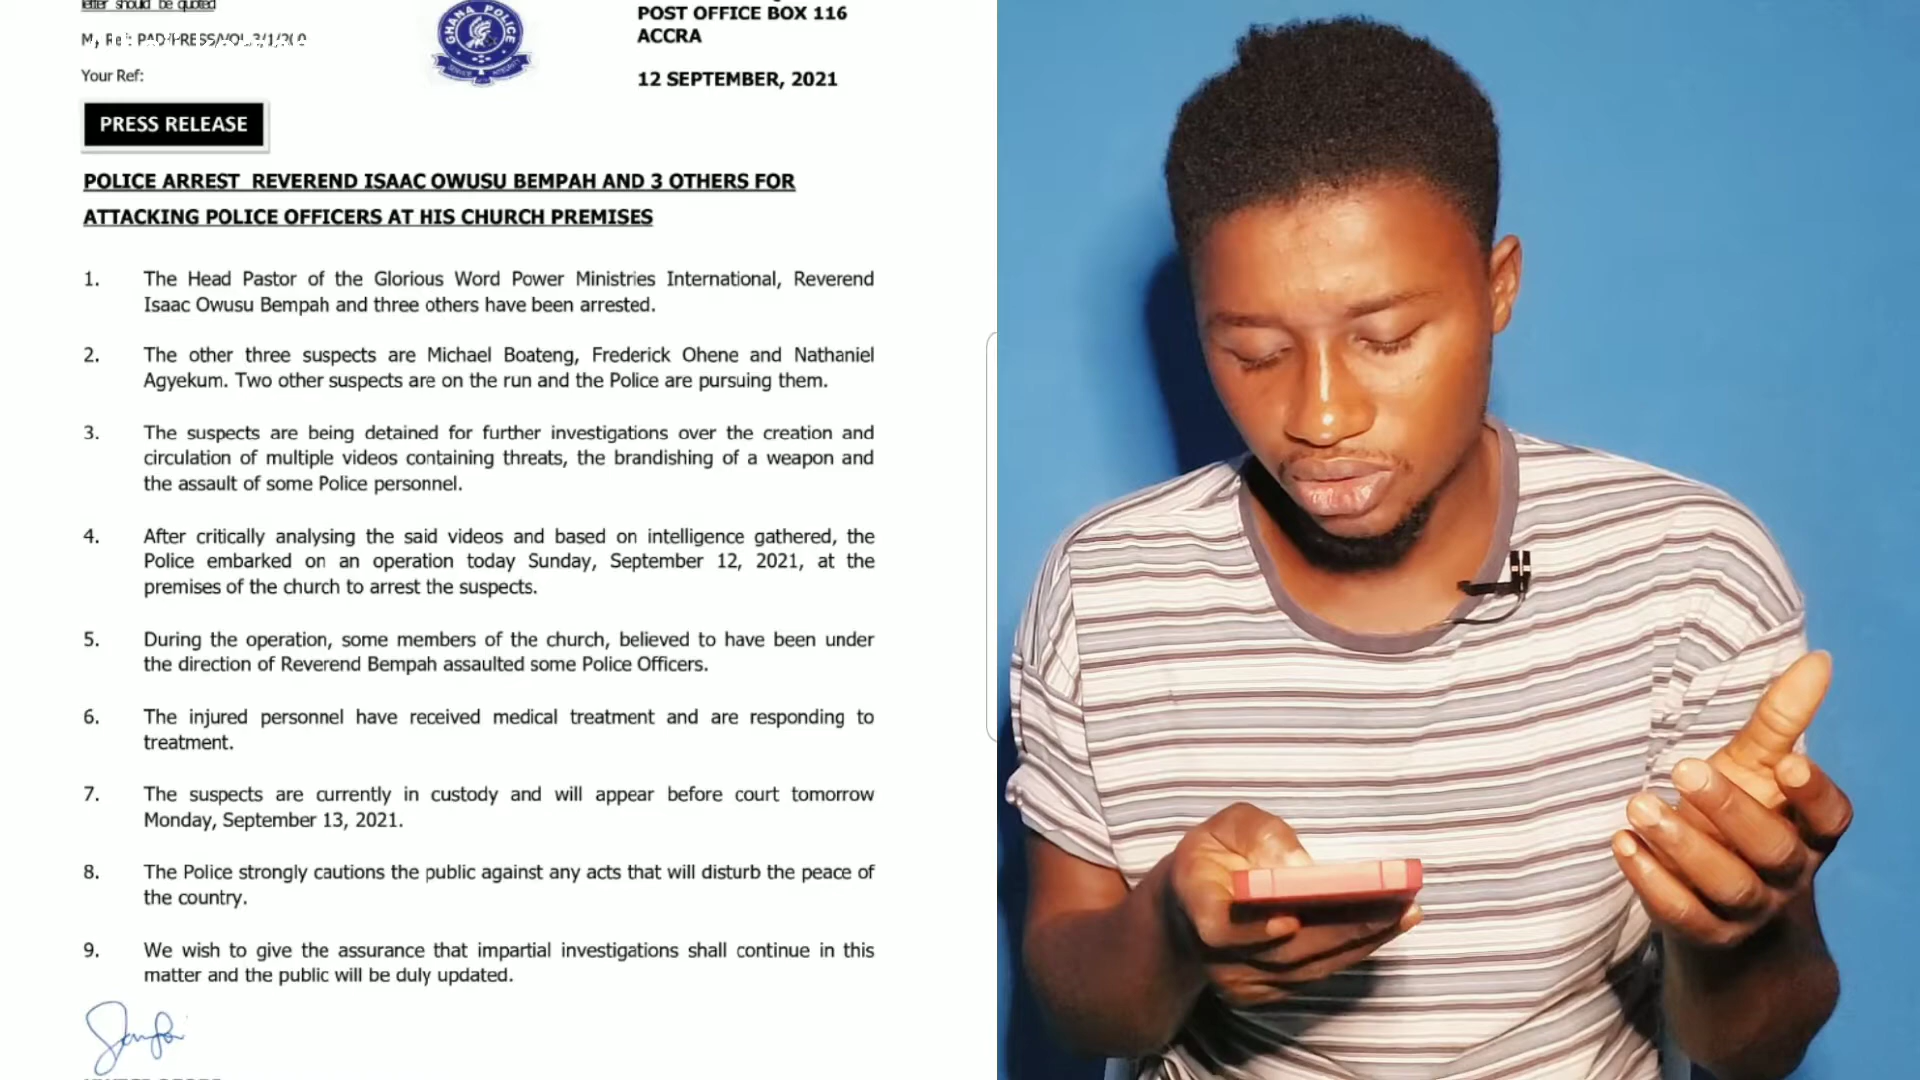 letter should be quoted
Your Ref:
GHANA POLICE
SERVICE INTEGRITY
POST OFFICE BOX 116
ACCRA
12 SEPTEMBER, 2021
PRESS RELEASE
POLICE ARREST REVEREND ISAAC OWUSU BEMPAH AND 3 OTHERS FOR
ATTACKING POLICE OFFICERS AT HIS CHURCH PREMISES
1. The Head Pastor of the Glorious Word Power Ministries International, Reverend
Isaac Owusu Bempah and three others have been arrested.
2. The other three suspects are Michael Boateng, Frederick Ohene and Nathaniel
Agyekum. Two other suspects are on the run and the Police are pursuing them.
3. The suspects are being detained for further investigations over the creation and
circulation of multiple videos containing threats, the brandishing of a weapon and
the assault of some Police personnel.
4. After critically analysing the said videos and based on intelligence gathered, the
Police embarked on an operation today Sunday, September 12, 2021, at the
premises of the church to arrest the suspects.
5. During the operation, some members of the church, believed to have been under
the direction of Reverend Bempah assaulted some Police Officers.
6. The injured personnel have received medical treatment and are responding to
treatment.
7. The suspects are currently in custody and will appear before court tomorrow
Monday, September 13, 2021.
8. The Police strongly cautions the public against any acts that will disturb the peace of
the country.
9. We wish to give the assurance that impartial investigations shall continue in this
matter and the public will be duly updated.